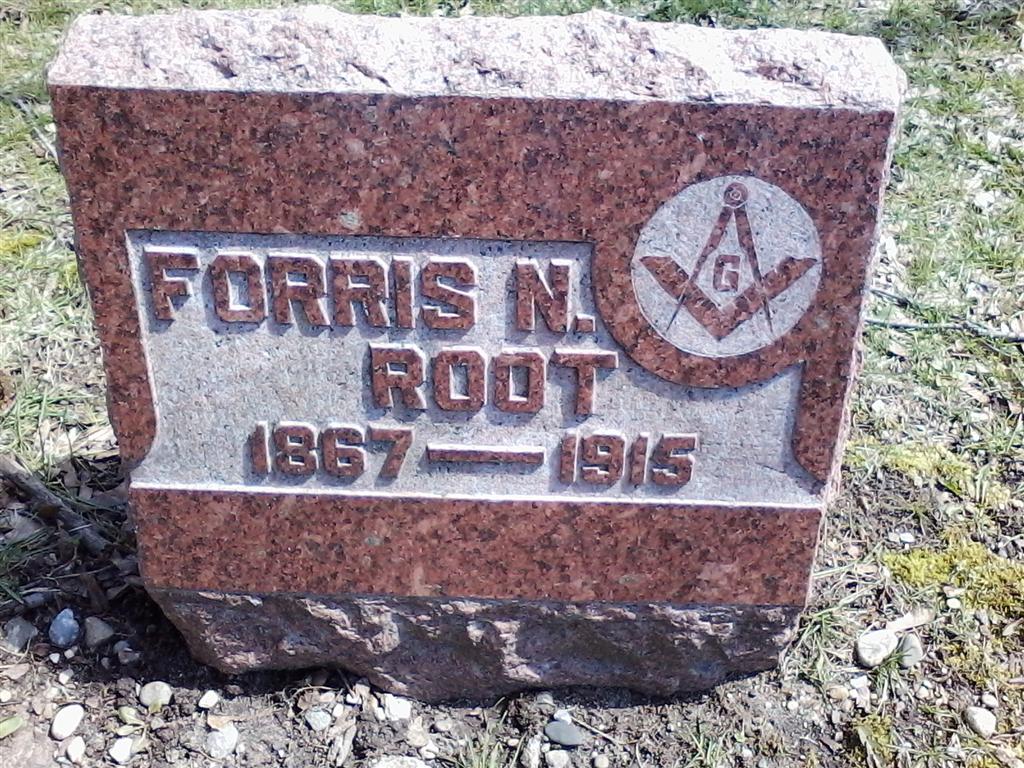 G
FORRIS N.
ROOT
1867 — 1915